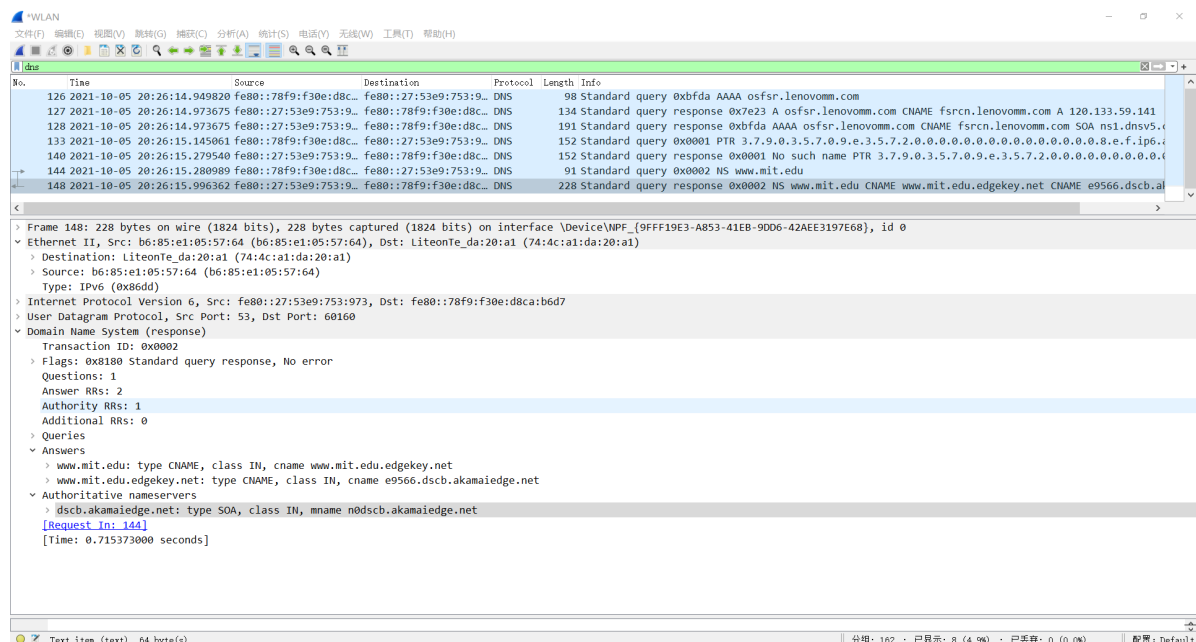 *WLAN
文件(F) 编辑(E) 视图(V) 跳转(G) 捕获(C) 分析(A) 统计(S) 电话(Y) 无线(W) 工具(T) 帮助(H)
dns
No. Time Source Destination Protocol Length Info
126 2021-10-05 20:26:14.949820 fe80::78f9:f30e:d8c… fe80::27:53e9:753:9… DNS 98 Standard query 0xbfda AAAA osfsr.lenovomm.com
127 2021-10-05 20:26:14.973675 fe80::27:53e9:753:9… fe80::78f9:f30e:d8c… DNS 134 Standard query response 0x7e23 A osfsr.lenovomm.com CNAME fsrcn.lenovomm.com A 120.133.59.141
128 2021-10-05 20:26:14.973675 fe80::27:53e9:753:9… fe80::78f9:f30e:d8c… DNS 191 Standard query response 0xbfda AAAA osfsr.lenovomm.com CNAME fsrcn.lenovomm.com SOA ns1.dnsv5.
133 2021-10-05 20:26:15.145061 fe80::78f9:f30e:d8c… fe80::27:53e9:753:9… DNS 152 Standard query 0x0001 PTR 3.7.9.0.3.5.7.0.9.e.3.5.7.2.0.0.0.0.0.0.0.0.0.0.0.0.0.0.0.8.e.f.ip6.
140 2021-10-05 20:26:15.279540 fe80::27:53e9:753:9… fe80::78f9:f30e:d8c… DNS 152 Standard query response 0x0001 No such name PTR 3.7.9.0.3.5.7.0.9.e.3.5.7.2.0.0.0.0.0.0.0.0.
144 2021-10-05 20:26:15.280989 fe80::78f9:f30e:d8c… fe80::27:53e9:753:9… DNS 91 Standard query 0x0002 NS www.mit.edu
148 2021-10-05 20:26:15.996362 fe80::27:53e9:753:9… fe80::78f9:f30e:d8c… DNS 228 Standard query response 0x0002 NS www.mit.edu CNAME www.mit.edu.edgekey.net CNAME e9566.dscb.a
Frame 148: 228 bytes on wire (1824 bits), 228 bytes captured (1824 bits) on interface \Device\NPF_{9FFF19E3-A853-41EB-9DD6-42AEE3197E68}, id 0
Ethernet II, Src: b6:85:e1:05:57:64 (b6:85:e1:05:57:64), Dst: LiteonTe_da:20:a1 (74:4c:a1:da:20:a1)
Destination: LiteonTe_da:20:a1 (74:4c:a1:da:20:a1)
Source: b6:85:e1:05:57:64 (b6:85:e1:05:57:64)
Type: IPv6 (0x86dd)
Internet Protocol Version 6, Src: fe80::27:53e9:753:973, Dst: fe80::78f9:f30e:d8ca:b6d7
User Datagram Protocol, Src Port: 53, Dst Port: 60160
Domain Name System (response)
Transaction ID: 0x0002
Flags: 0x8180 Standard query response, No error
Questions: 1
Answer RRs: 2
Authority RRs: 1
Additional RRs: 0
Queries
Answers
www.mit.edu: type CNAME, class IN, cname www.mit.edu.edgekey.net
www.mit.edu.edgekey.net: type CNAME, class IN, cname e9566.dscb.akamaiedge.net
Authoritative nameservers
dscb.akamaiedge.net: type SOA, class IN, mname n0dscb.akamaiedge.net
[Request In: 144]
[Time: 0.715373000 seconds]
Text item (text), 64 byte(s) 分组: 162 · 已显示: 8 (4.9%) · 已丢弃: 0 (0.0%) 配置: Default